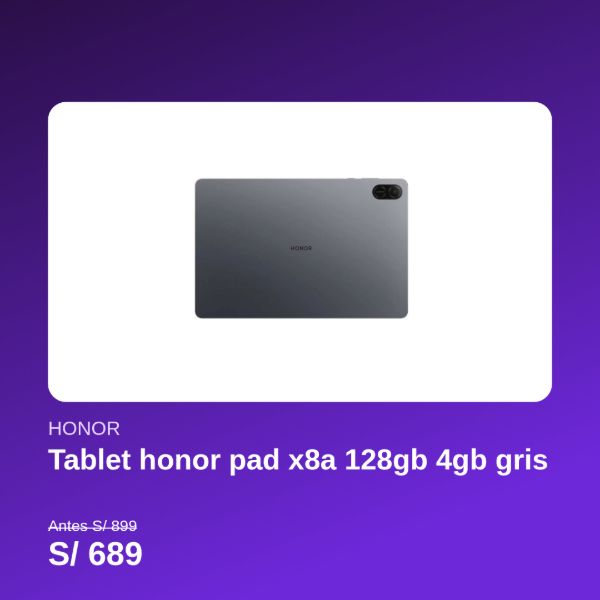 HONOR
HONOR
Tablet honor pad x8a 128gb 4gb gris
Antes S/ 899
S/ 689